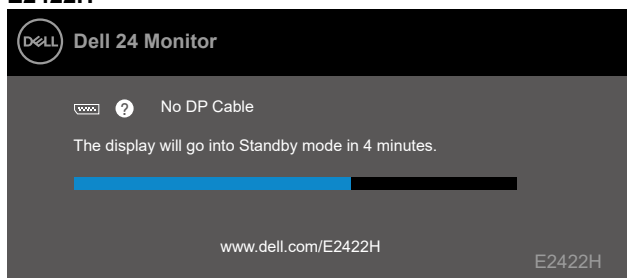 E2422H
DELL Dell 24 Monitor
? No DP Cable
The display will go into Standby mode in 4 minutes.
www.dell.com/E2422H
E2422H